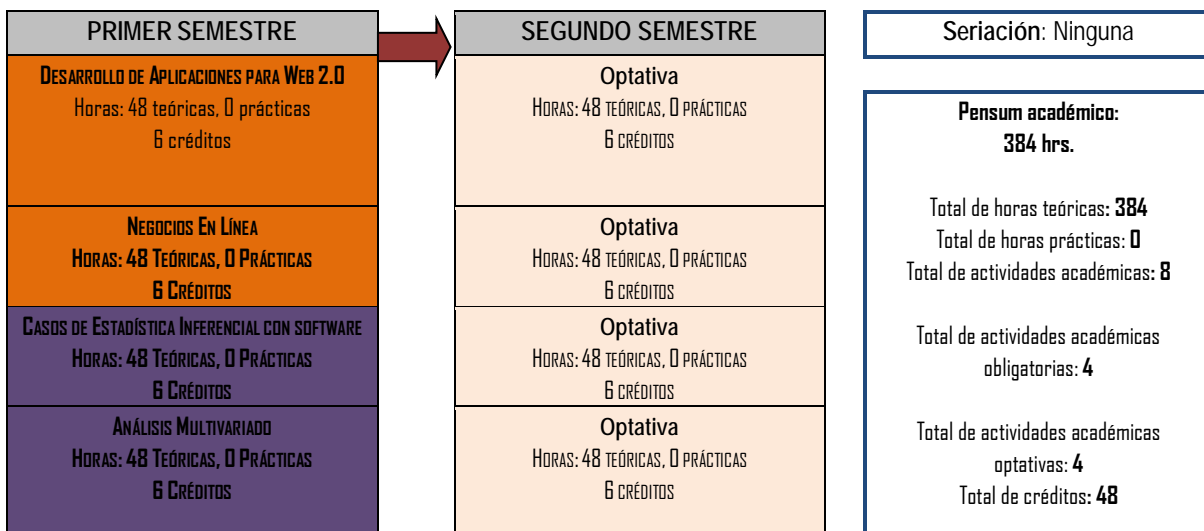 PRIMER SEMESTRE
DESARROLLO DE APLICACIONES PARA WEB 2.0
Horas: 48 teóricas, 0 prácticas
6 créditos
NEGOCIOS EN LÍNEA
HORAS: 48 TEÓRICAS, 0 PRÁCTICAS
6 CRÉDITOS
CASOS DE ESTADÍSTICA INFERENCIAL CON SOFTWARE
HORAS: 48 TEÓRICAS, 0 PRÁCTICAS
6 CRÉDITOS
ANÁLISIS MULTIVARIADO
HORAS: 48 TEÓRICAS, 0 PRÁCTICAS
6 CRÉDITOS
SEGUNDO SEMESTRE
Optativa
HORAS: 48 TEÓRICAS, 0 PRÁCTICAS
6 CRÉDITOS
Optativa
HORAS: 48 TEÓRICAS, 0 PRÁCTICAS
6 CRÉDITOS
Optativa
HORAS: 48 TEÓRICAS, 0 PRÁCTICAS
6 CRÉDITOS
Optativa
HORAS: 48 TEÓRICAS, 0 PRÁCTICAS
6 CRÉDITOS
Seriación: Ninguna
Pensum académico:
384 hrs.
Total de horas teóricas: 384
Total de horas prácticas: 0
Total de actividades académicas: 8
Total de actividades académicas
obligatorias: 4
Total de actividades académicas
optativas: 4
Total de créditos: 48